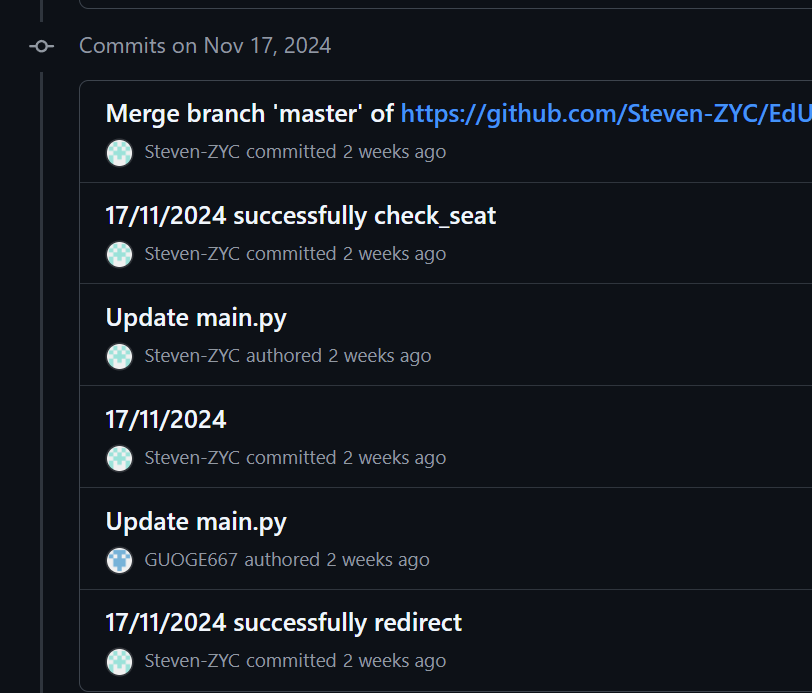 Commits on Nov 17, 2024
Merge branch 'master' of https://github.com/Steven-ZYC/EdU
Steven-ZYC committed 2 weeks ago
17/11/2024 successfully check_seat
Steven-ZYC committed 2 weeks ago
Update main.py
Steven-ZYC authored 2 weeks ago
17/11/2024
Steven-ZYC committed 2 weeks ago
Update main.py
GUOGE667 authored 2 weeks ago
17/11/2024 successfully redirect
Steven-ZYC committed 2 weeks ago